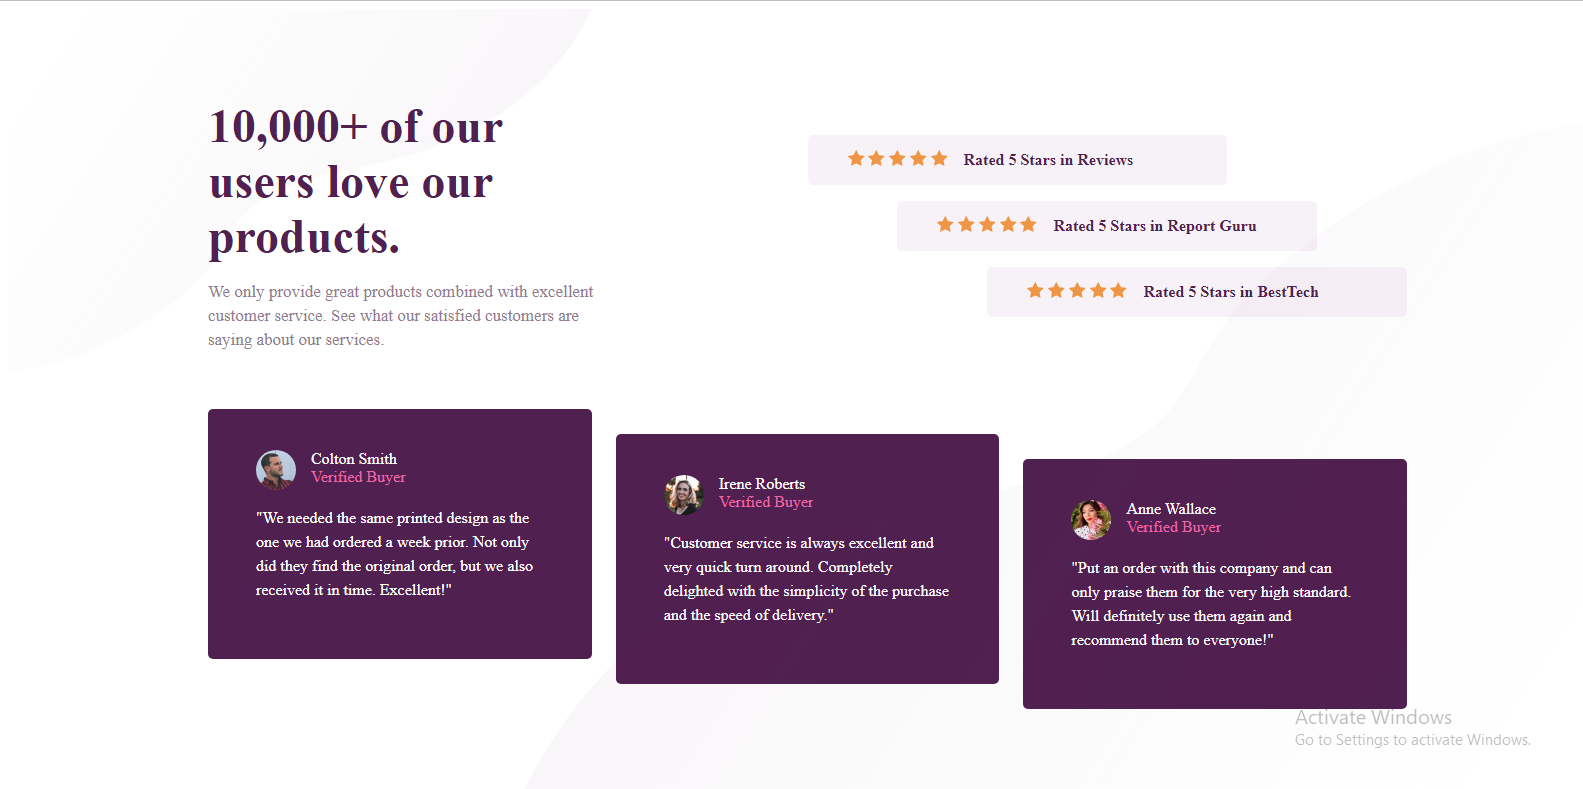 10,000+ of our
users love our
products.
We only provide great products combined with excellent
customer service. See what our satisfied customers are
saying about our services.
Rated 5 Stars in Reviews
Rated 5 Stars in Report Guru
Rated 5 Stars in BestTech
Colton Smith
Verified Buyer
"We needed the same printed design as the
one we had ordered a week prior. Not only
did they find the original order, but we also
received it in time. Excellent!"
Irene Roberts
Verified Buyer
"Customer service is always excellent and
very quick turn around. Completely
delighted with the simplicity of the purchase
and the speed of delivery."
Anne Wallace
Verified Buyer
"Put an order with this company and can
only praise them for the very high standard.
Will definitely use them again and
recommend them to everyone!"
Activate Windows
Go to Settings to activate Windows.